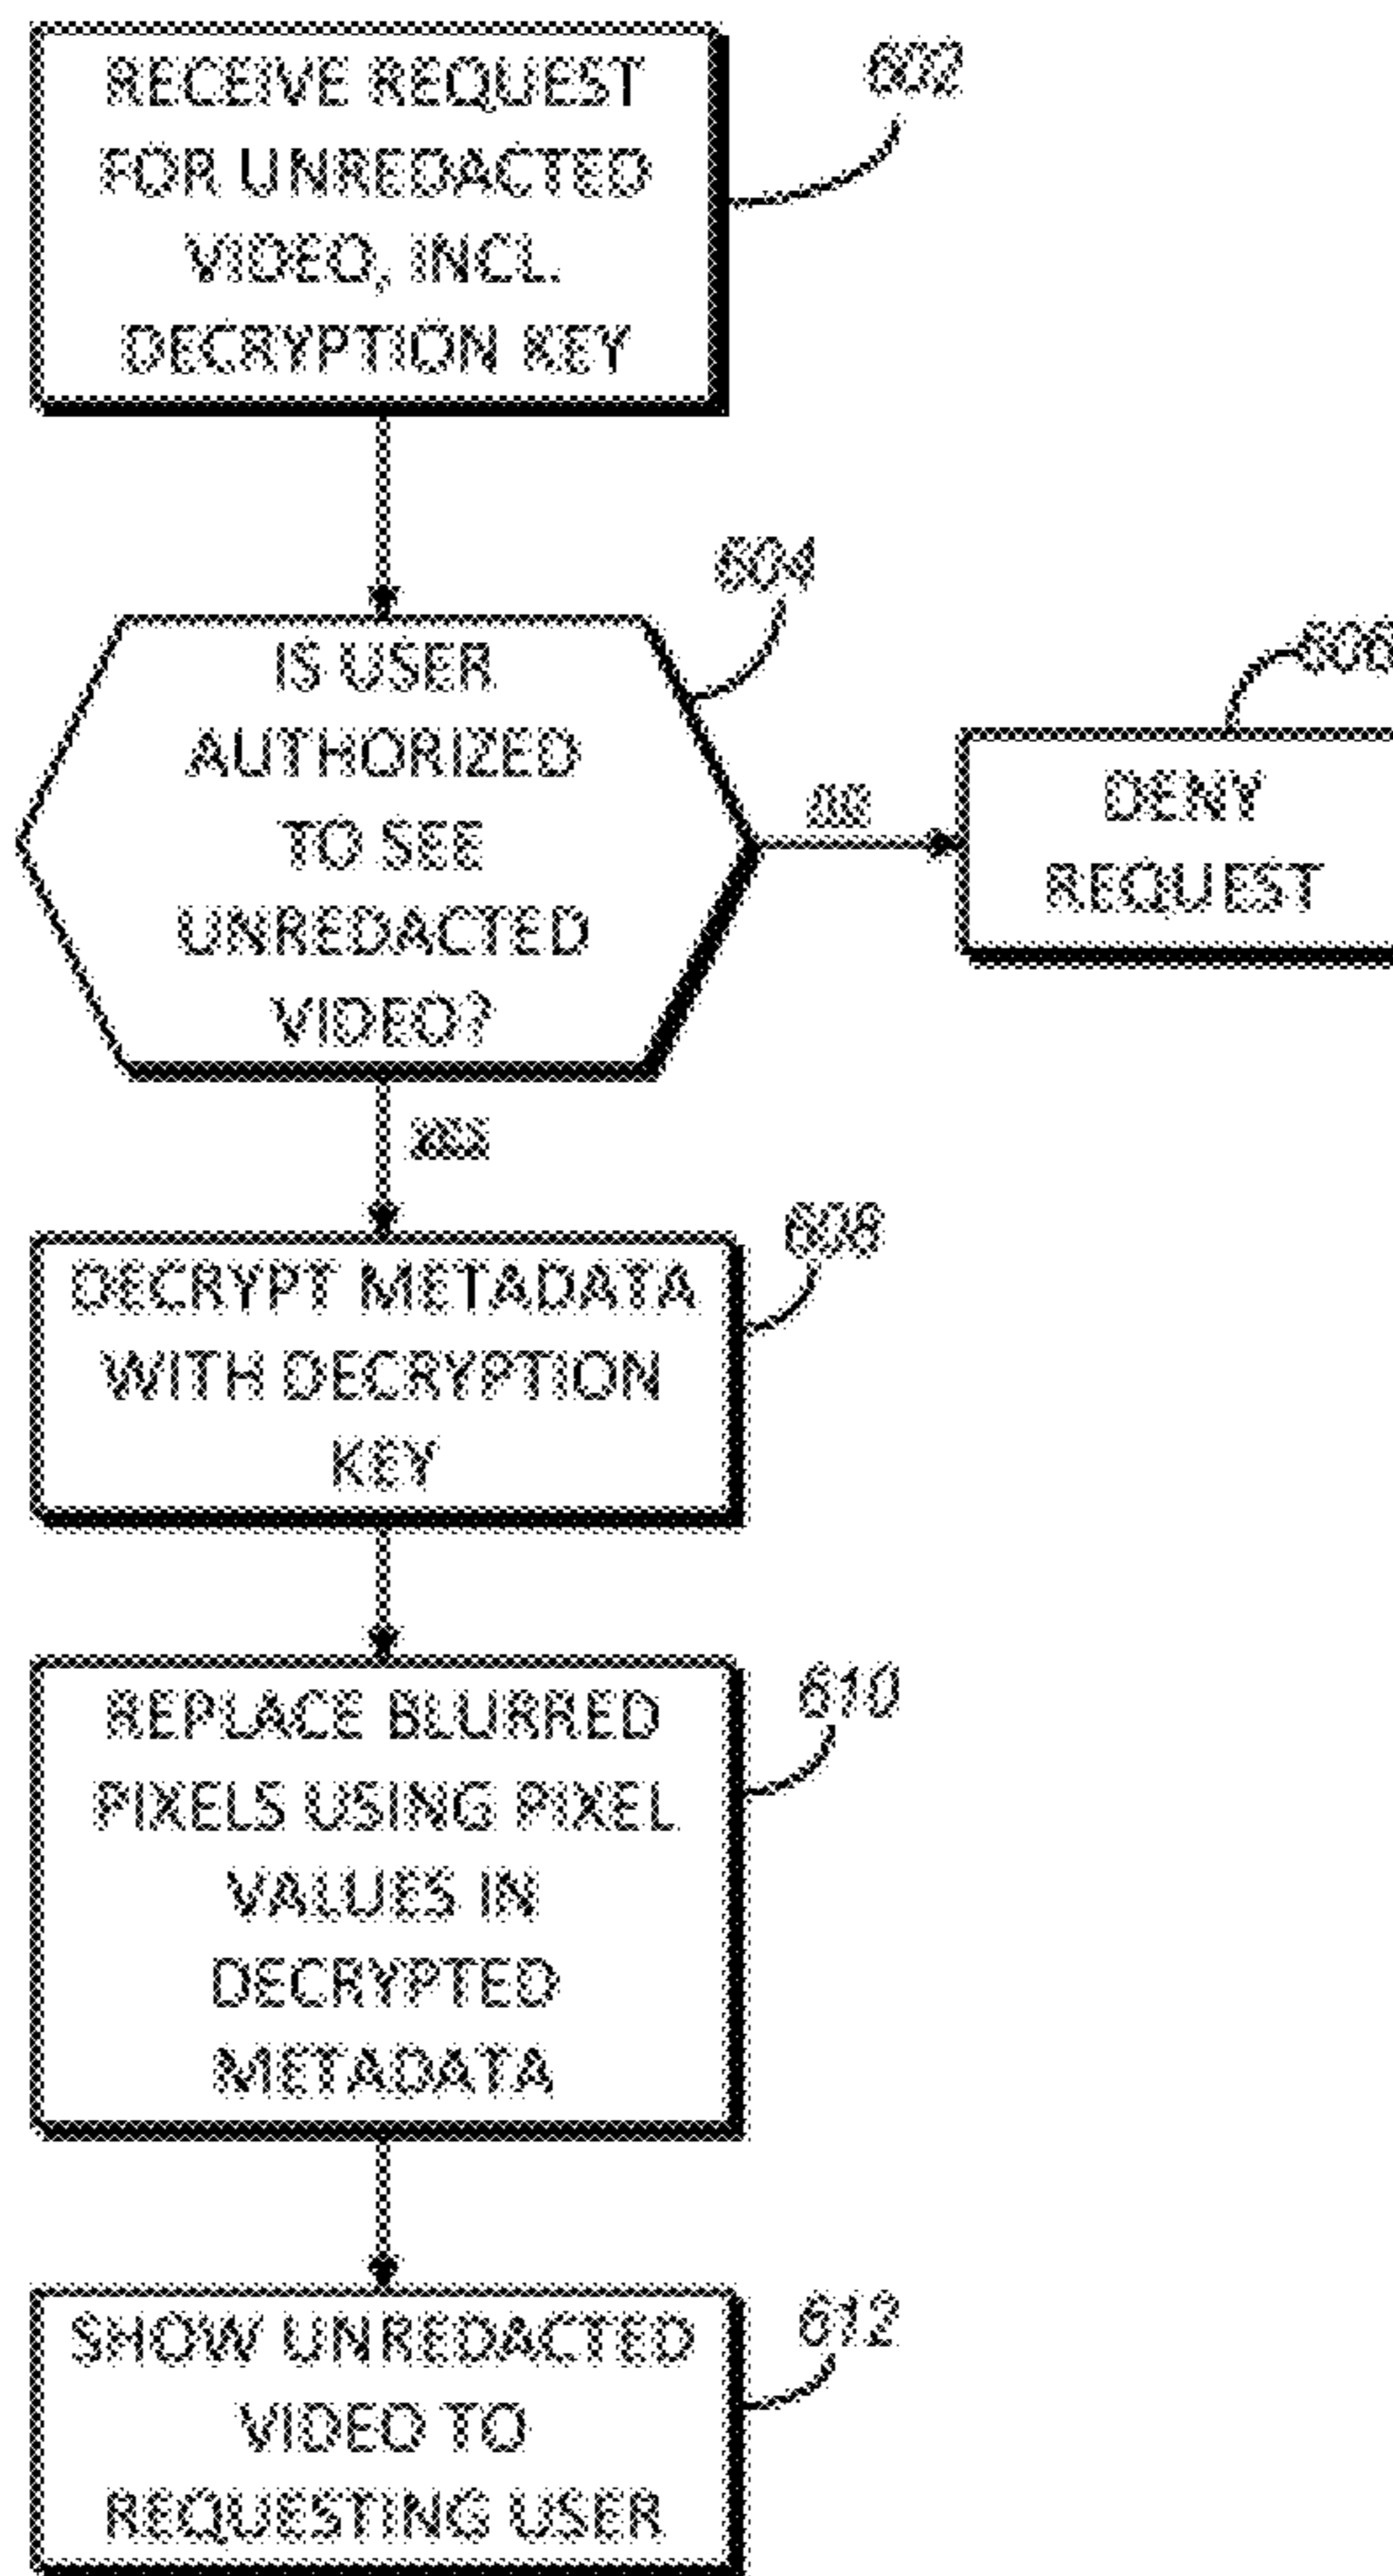 RECEIVE REQUEST
FOR UNREDACTED
VIDEO, INCL.
DECRYPTION KEY
602
IS USER
AUTHORIZED
TO SEE
UNREDACTED
VIDEO?
604
606
DENY
REQUEST
DECRYPT METADATA
WITH DECRYPTION
KEY
608
REPLACE BLURRED
PIXELS USING PIXEL
VALUES IN
DECRYPTED
METADATA
610
SHOW UNREDACTED
VIDEO TO
REQUESTING USER
612